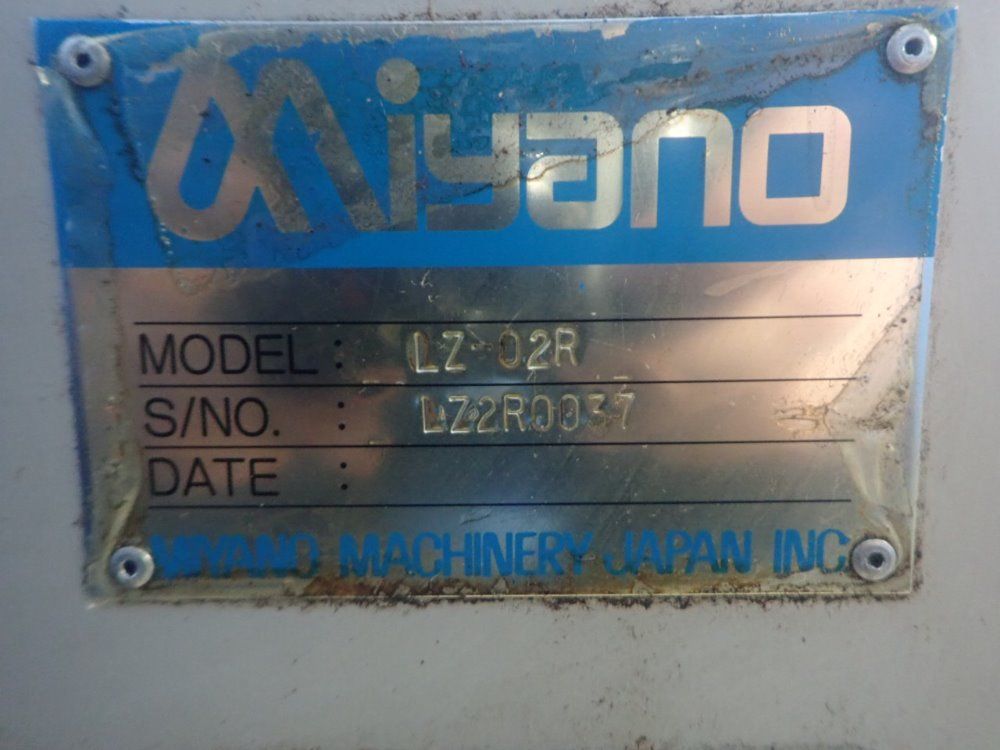 Miyano
MODEL : LZ-02R
S/NO. : LZ2R0037
DATE :
MIYANO MACHINERY JAPAN INC